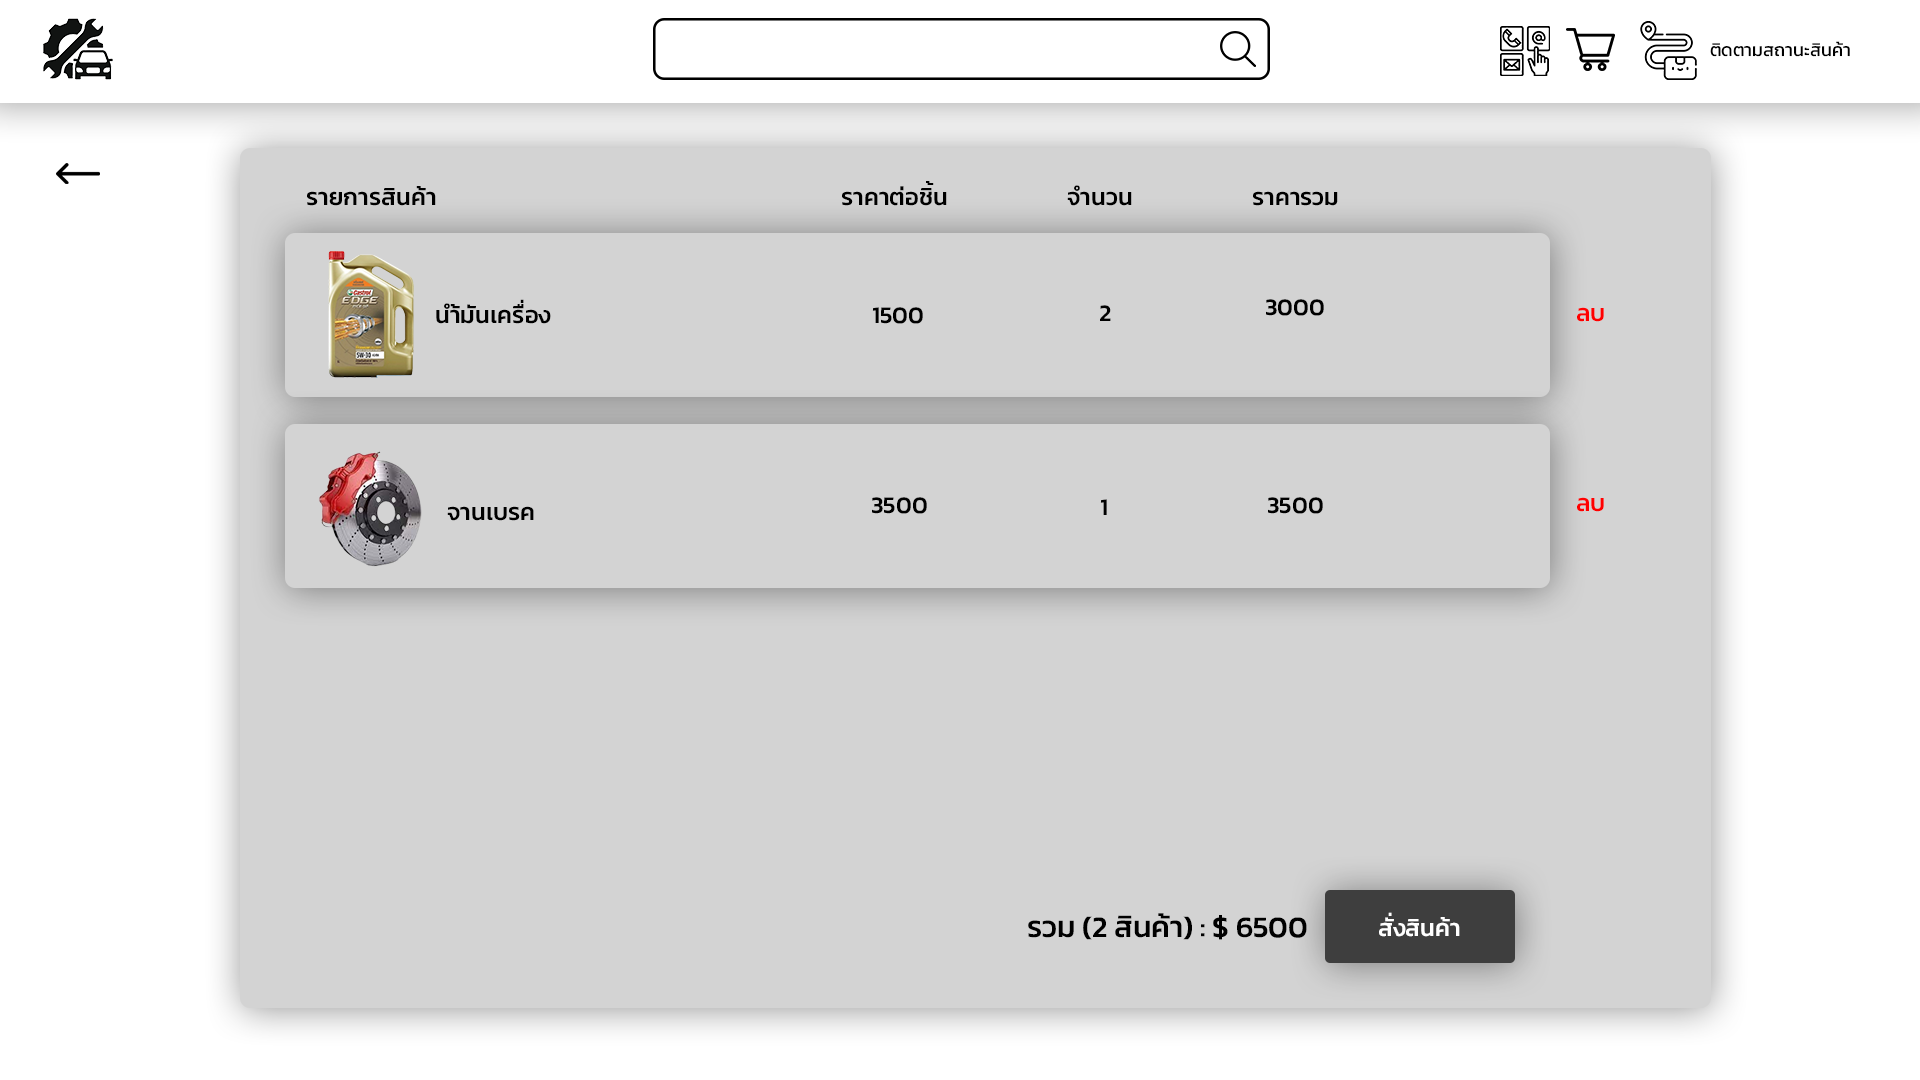 ติดตามสถานะสินค้า
รายการสินค้า ราคาต่อชิ้น จำนวน ราคารวม
Castrol
EDGE
5W-30
น้ำมันเครื่อง 1500 2 3000 ลบ
จานเบรค 3500 1 3500 ลบ
รวม (2 สินค้า) : $ 6500 สั่งสินค้า